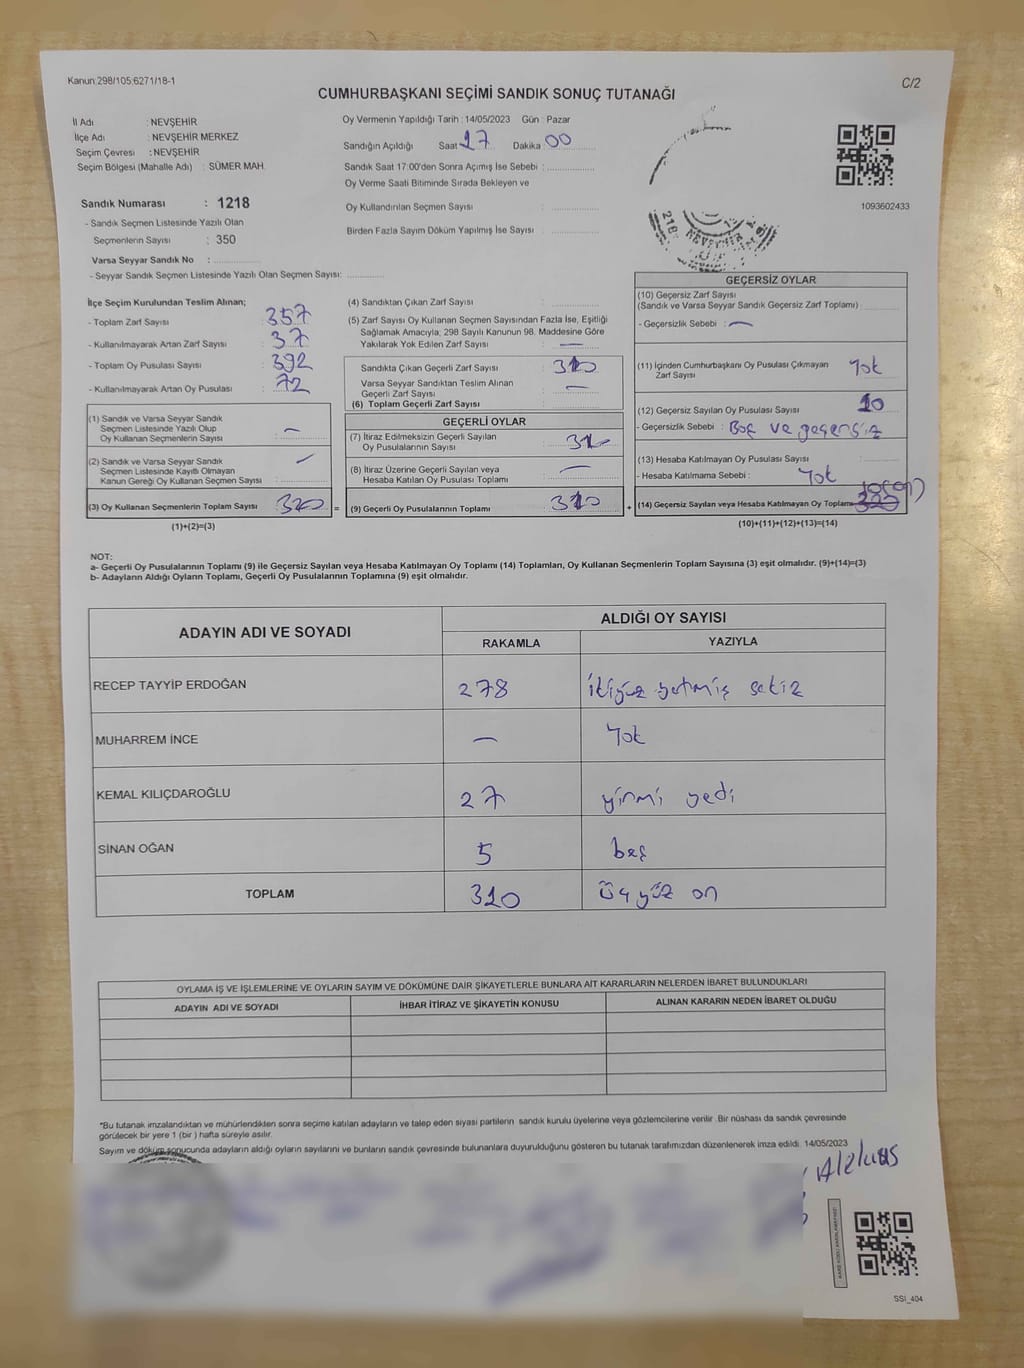 Kanun:298/105:6271/18-1
C/2
CUMHURBAŞKANI SEÇİMİ SANDIK SONUÇ TUTANAĞI
İl Adı : NEVŞEHİR
İlçe Adı : NEVŞEHİR MERKEZ
Seçim Çevresi : NEVŞEHİR
Seçim Bölgesi (Mahalle Adı) : SÜMER MAH.
Sandık Numarası : 1218
- Sandık Seçmen Listesinde Yazılı Olan
Seçmenlerin Sayısı : 350
Varsa Seyyar Sandık No :
- Seyyar Sandık Seçmen Listesinde Yazılı Olan Seçmen Sayısı:
Oy Vermenin Yapıldığı Tarih : 14/05/2023 Gün : Pazar
Sandığın Açıldığı Saat 17 Dakika 00
Sandık Saat 17:00'den Sonra Açımış İse Sebebi :
Oy Verme Saati Bitiminde Sırada Bekleyen ve
Oy Kullandırılan Seçmen Sayısı :
Birden Fazla Sayım Döküm Yapılmış İse Sayısı :
1093602433
218
NEVŞEHİR
İlçe Seçim Kurulundan Teslim Alınan;
- Toplam Zarf Sayısı : 357
- Kullanılmayarak Artan Zarf Sayısı : 37
- Toplam Oy Pusulası Sayısı : 392
- Kullanılmayarak Artan Oy Pusulası : 72
(1) Sandık ve Varsa Seyyar Sandık
Seçmen Listesinde Yazılı Olup
Oy Kullanan Seçmenlerin Sayısı : —
(2) Sandık ve Varsa Seyyar Sandık
Seçmen Listesinde Kayıtlı Olmayan
Kanun Gereği Oy Kullanan Seçmen Sayısı : —
(3) Oy Kullanan Seçmenlerin Toplam Sayısı : 320
(1)+(2)=(3)
(4) Sandıktan Çıkan Zarf Sayısı :
(5) Zarf Sayısı Oy Kullanan Seçmen Sayısından Fazla İse, Eşitliği
Sağlamak Amacıyla, 298 Sayılı Kanunun 98. Maddesine Göre
Yakılarak Yok Edilen Zarf Sayısı : —
Sandıkta Çıkan Geçerli Zarf Sayısı :
Varsa Seyyar Sandıktan Teslim Alınan
Geçerli Zarf Sayısı : —
(6) Toplam Geçerli Zarf Sayısı :
GEÇERLİ OYLAR
(7) İtiraz Edilmeksizin Geçerli Sayılan
Oy Pusulalarının Sayısı : 310
(8) İtiraz Üzerine Geçerli Sayılan veya
Hesaba Katılan Oy Pusulası Toplamı : —
=
(9) Geçerli Oy Pusulalarının Toplamı : 310
+
GEÇERSİZ OYLAR
(10) Geçersiz Zarf Sayısı
(Sandık ve Varsa Seyyar Sandık Geçersiz Zarf Toplamı) :
- Geçersizlik Sebebi : —
(11) İçinden Cumhurbaşkanı Oy Pusulası Çıkmayan
Zarf Sayısı Yok
(12) Geçersiz Sayılan Oy Pusulası Sayısı : 10
- Geçersizlik Sebebi : Boş ve geçersiz
(13) Hesaba Katılmayan Oy Pusulası Sayısı :
- Hesaba Katılmama Sebebi : Yok
(14) Geçersiz Sayılan veya Hesaba Katılmayan Oy Toplamı
(10)+(11)+(12)+(13)=(14)
NOT:
a- Geçerli Oy Pusulalarının Toplamı (9) ile Geçersiz Sayılan veya Hesaba Katılmayan Oy Toplamı (14) Toplamları, Oy Kullanan Seçmenlerin Toplam Sayısına (3) eşit olmalıdır. (9)+(14)=(3)
b- Adayların Aldığı Oyların Toplamı, Geçerli Oy Pusulalarının Toplamına (9) eşit olmalıdır.
ADAYIN ADI VE SOYADI
ALDIĞI OY SAYISI
RAKAMLA YAZIYLA
RECEP TAYYİP ERDOĞAN 278 ikiyüz yetmiş sekiz
MUHARREM İNCE — Yok
KEMAL KILIÇDAROĞLU 27 yirmi yedi
SİNAN OĞAN 5 beş
TOPLAM 310 üç yüz on
OYLAMA İŞ VE İŞLEMLERİNE VE OYLARIN SAYIM VE DÖKÜMÜNE DAİR ŞİKAYETLERLE BUNLARA AİT KARARLARIN NELERDEN İBARET BULUNDUKLARI
ADAYIN ADI VE SOYADI İHBAR İTİRAZ VE ŞİKAYETİN KONUSU ALINAN KARARIN NEDEN İBARET OLDUĞU
*Bu tutanak imzalandıktan ve mühürlendikten sonra seçime katılan adayların ve talep eden siyasi partilerin sandık kurulu üyelerine veya gözlemcilerine verilir. Bir nüshası da sandık çevresinde
görülecek bir yere 1 (bir ) hafta süreyle asılır.
Sayım ve döküm sonucunda adayların aldığı oyların sayılarını ve bunların sandık çevresinde bulunanlara duyurulduğunu gösteren bu tutanak tarafımızdan düzenlenerek imza edildi. 14/05/2023
SSİ_404